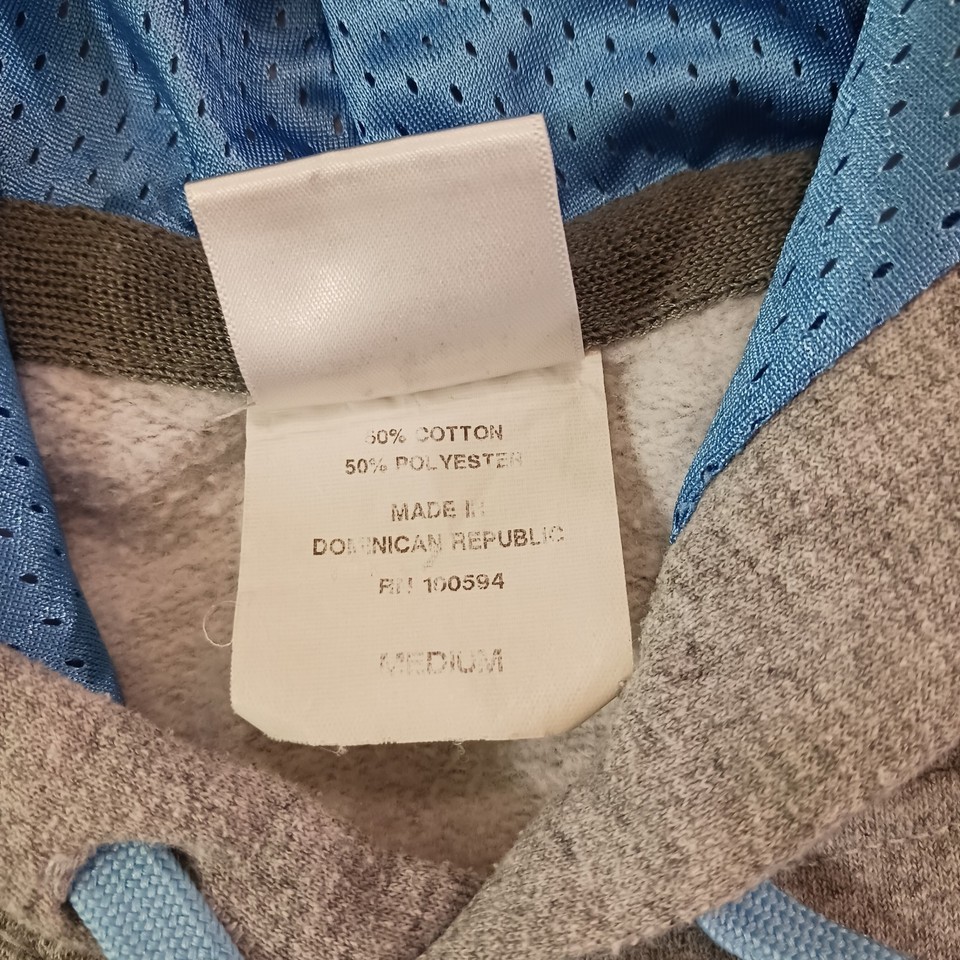 50% COTTON
50% POLYESTER
MADE IN
DOMINICAN REPUBLIC
RN 100594
MEDIUM